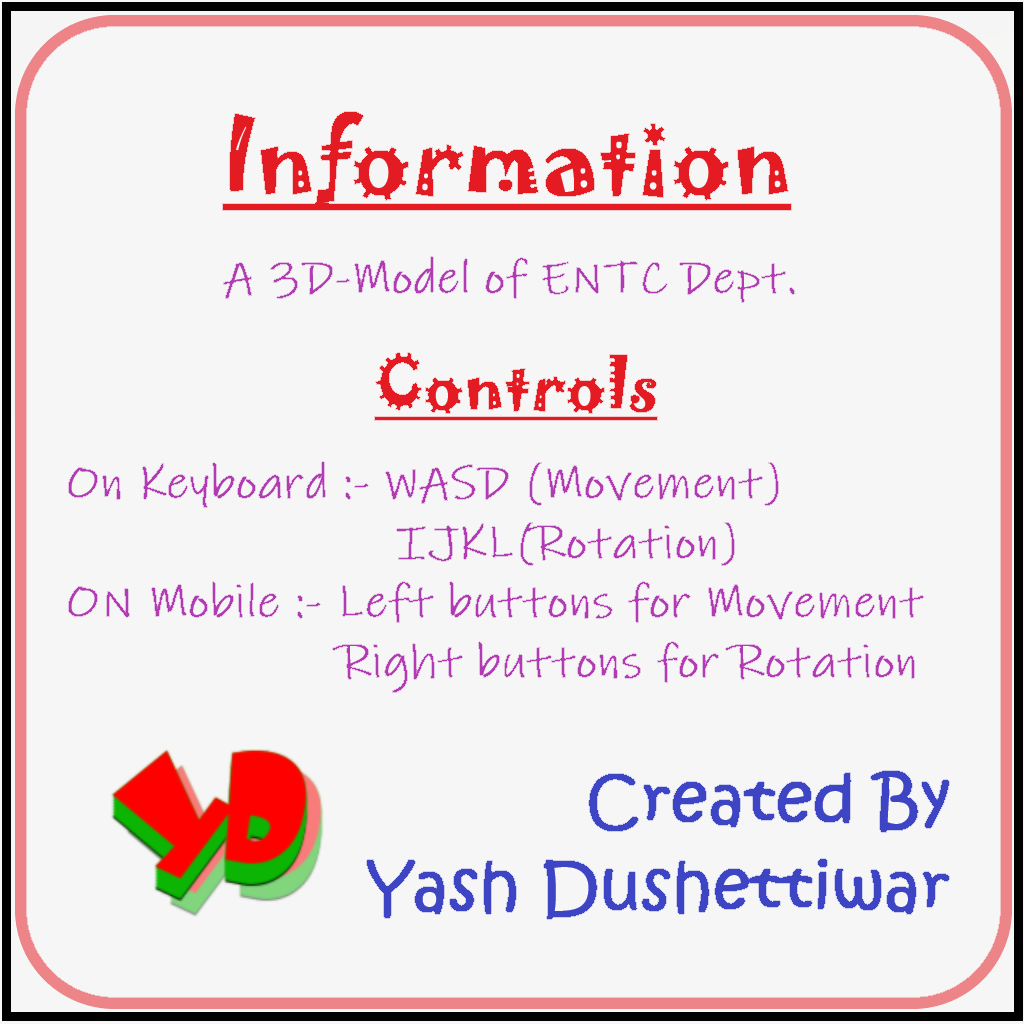 Information
A 3D-Model of ENTC Dept.
Controls
On Keyboard :- WASD (Movement)
IJKL(Rotation)
ON Mobile :- Left buttons for Movement
Right buttons for Rotation
YD
Created By
Yash Dushettiwar